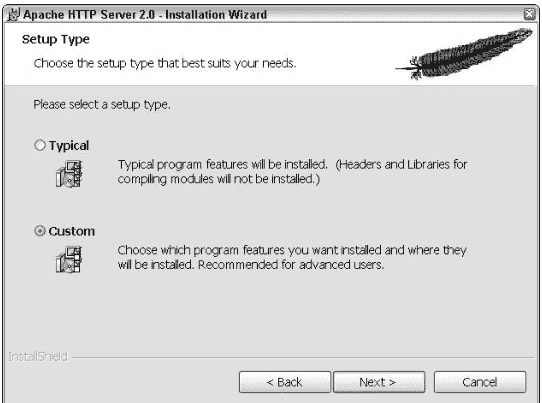 Apache HTTP Server 2.0 - Installation Wizard
Setup Type
Choose the setup type that best suits your needs.
Please select a setup type.
Typical
Typical program features will be installed. (Headers and Libraries for
compiling modules will not be installed.)
Custom
Choose which program features you want installed and where they
will be installed. Recommended for advanced users.
InstallShield
< Back
Next >
Cancel